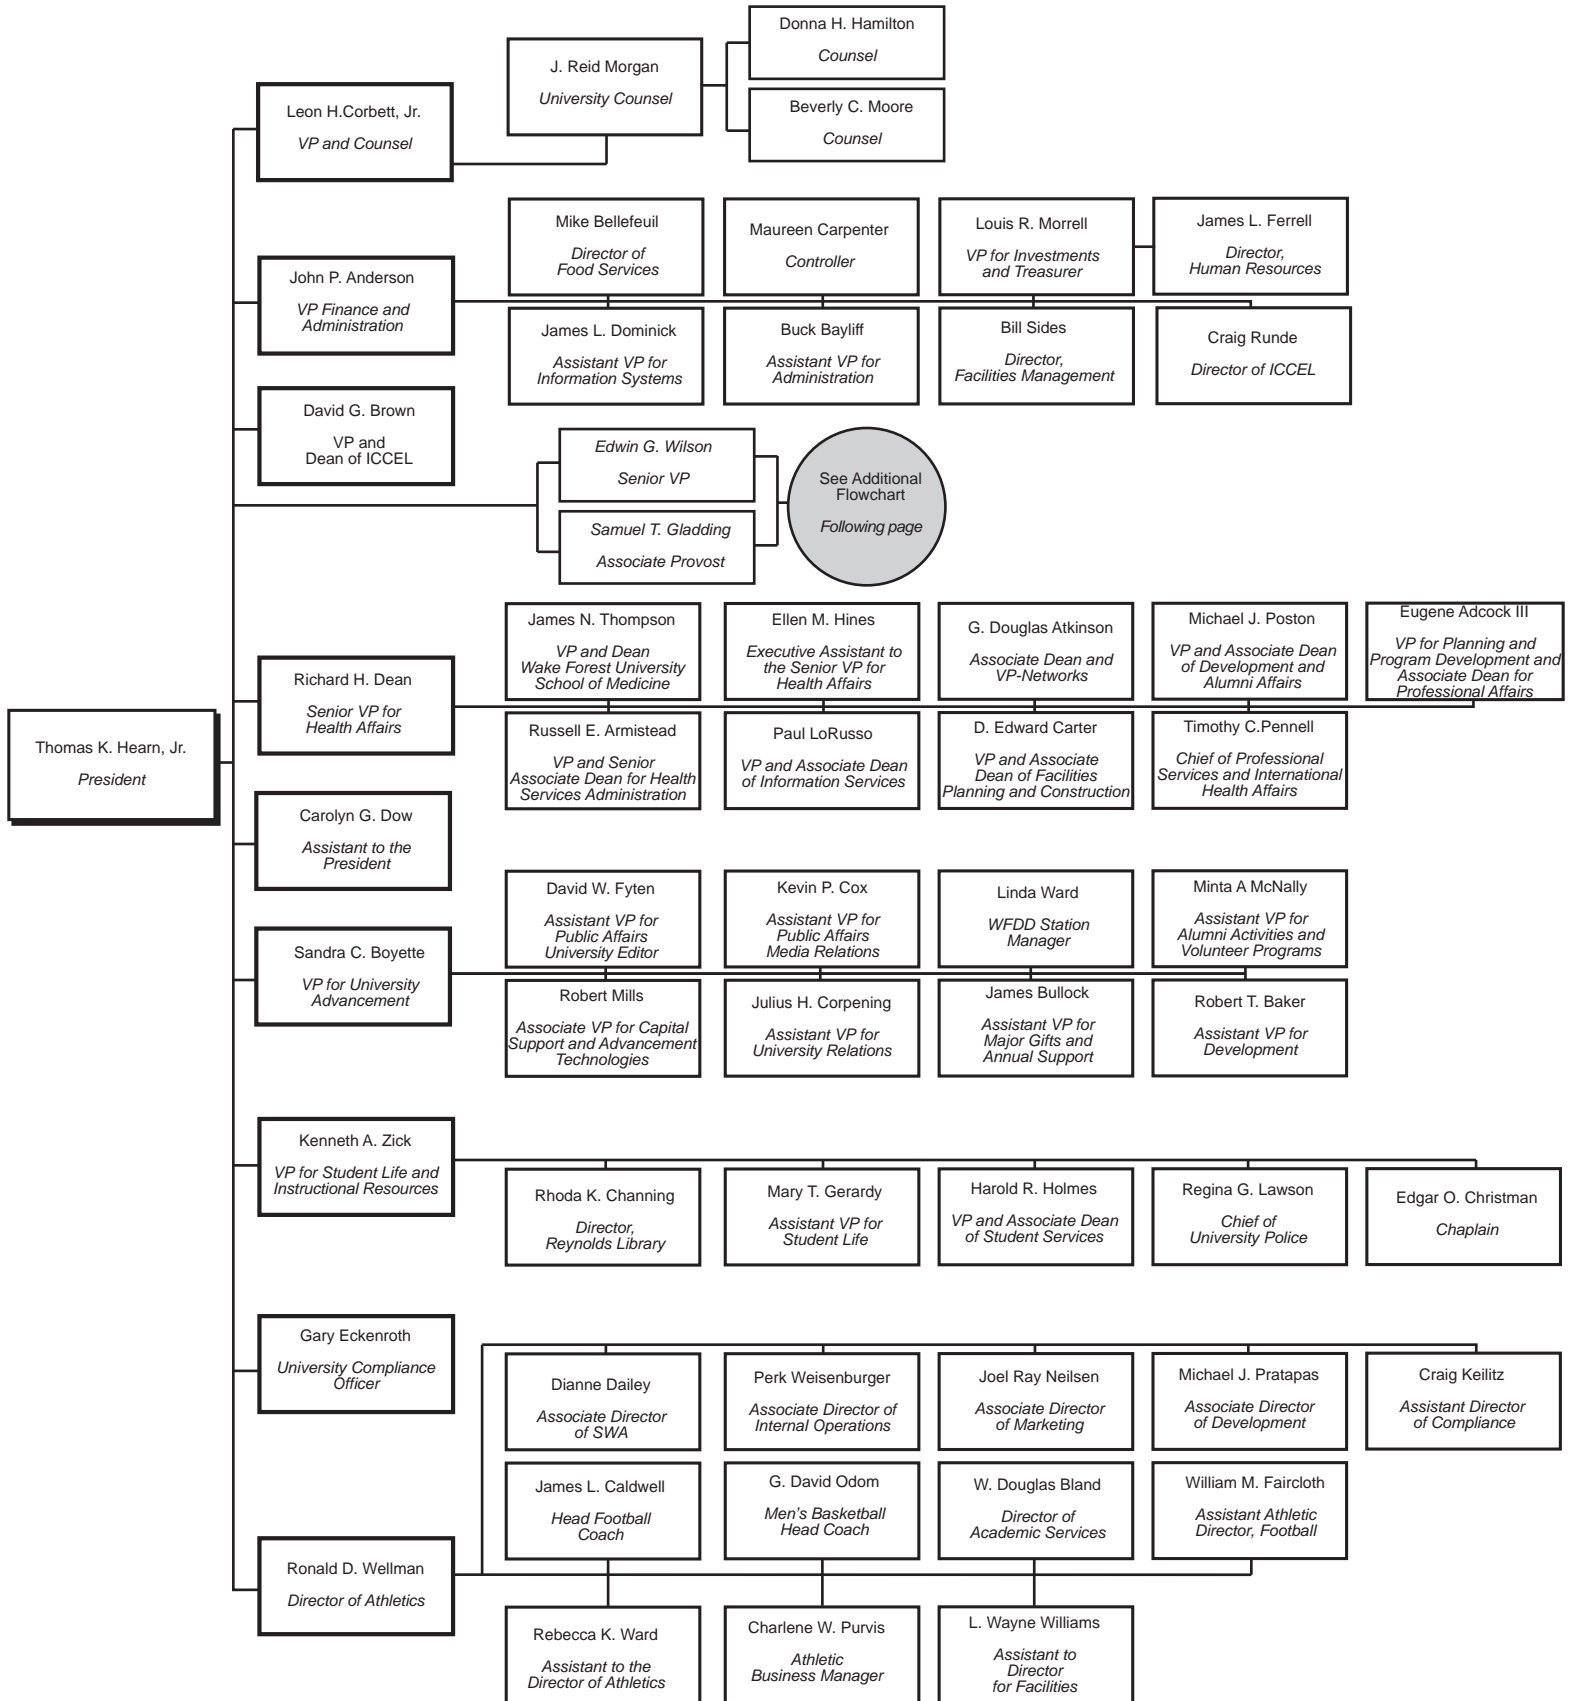 Donna H. Hamilton
Counsel
J. Reid Morgan
University Counsel
Beverly C. Moore
Counsel
Leon H.Corbett, Jr.
VP and Counsel
Mike Bellefeuil
Director of
Food Services
Maureen Carpenter
Controller
Louis R. Morrell
VP for Investments
and Treasurer
James L. Ferrell
Director,
Human Resources
John P. Anderson
VP Finance and
Administration
James L. Dominick
Assistant VP for
Information Systems
Buck Bayliff
Assistant VP for
Administration
Bill Sides
Director,
Facilities Management
Craig Runde
Director of ICCEL
David G. Brown
VP and
Dean of ICCEL
Edwin G. Wilson
Senior VP
Samuel T. Gladding
Associate Provost
See Additional
Flowchart
Following page
James N. Thompson
VP and Dean
Wake Forest University
School of Medicine
Ellen M. Hines
Executive Assistant to
the Senior VP for
Health Affairs
G. Douglas Atkinson
Associate Dean and
VP-Networks
Michael J. Poston
VP and Associate Dean
of Development and
Alumni Affairs
Eugene Adcock III
VP for Planning and
Program Development and
Associate Dean for
Professional Affairs
Richard H. Dean
Senior VP for
Health Affairs
Russell E. Armistead
VP and Senior
Associate Dean for Health
Services Administration
Paul LoRusso
VP and Associate Dean
of Information Services
D. Edward Carter
VP and Associate
Dean of Facilities
Planning and Construction
Timothy C.Pennell
Chief of Professional
Services and International
Health Affairs
Thomas K. Hearn, Jr.
President
Carolyn G. Dow
Assistant to the
President
David W. Fyten
Assistant VP for
Public Affairs
University Editor
Kevin P. Cox
Assistant VP for
Public Affairs
Media Relations
Linda Ward
WFDD Station
Manager
Minta A McNally
Assistant VP for
Alumni Activities and
Volunteer Programs
Sandra C. Boyette
VP for University
Advancement
Robert Mills
Associate VP for Capital
Support and Advancement
Technologies
Julius H. Corpening
Assistant VP for
University Relations
James Bullock
Assistant VP for
Major Gifts and
Annual Support
Robert T. Baker
Assistant VP for
Development
Kenneth A. Zick
VP for Student Life and
Instructional Resources
Rhoda K. Channing
Director,
Reynolds Library
Mary T. Gerardy
Assistant VP for
Student Life
Harold R. Holmes
VP and Associate Dean
of Student Services
Regina G. Lawson
Chief of
University Police
Edgar O. Christman
Chaplain
Gary Eckenroth
University Compliance
Officer
Dianne Dailey
Associate Director
of SWA
Perk Weisenburger
Associate Director of
Internal Operations
Joel Ray Neilsen
Associate Director
of Marketing
Michael J. Pratapas
Associate Director
of Development
Craig Keilitz
Assistant Director
of Compliance
James L. Caldwell
Head Football
Coach
G. David Odom
Men's Basketball
Head Coach
W. Douglas Bland
Director of
Academic Services
William M. Faircloth
Assistant Athletic
Director, Football
Ronald D. Wellman
Director of Athletics
Rebecca K. Ward
Assistant to the
Director of Athletics
Charlene W. Purvis
Athletic
Business Manager
L. Wayne Williams
Assistant to
Director
for Facilities